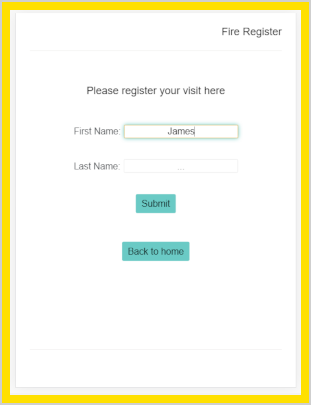 Fire Register
Please register your visit here
First Name: James
Last Name: ...
Submit
Back to home